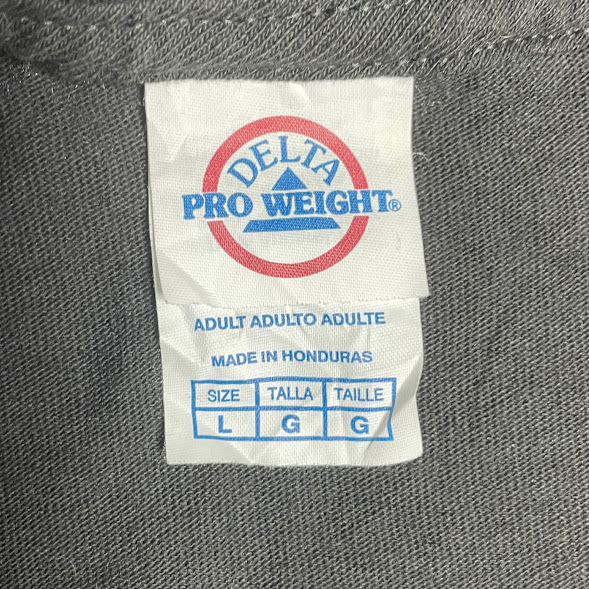 DELTA
PRO WEIGHT®
ADULT ADULTO ADULTE
MADE IN HONDURAS
SIZE TALLA TAILLE
L G G